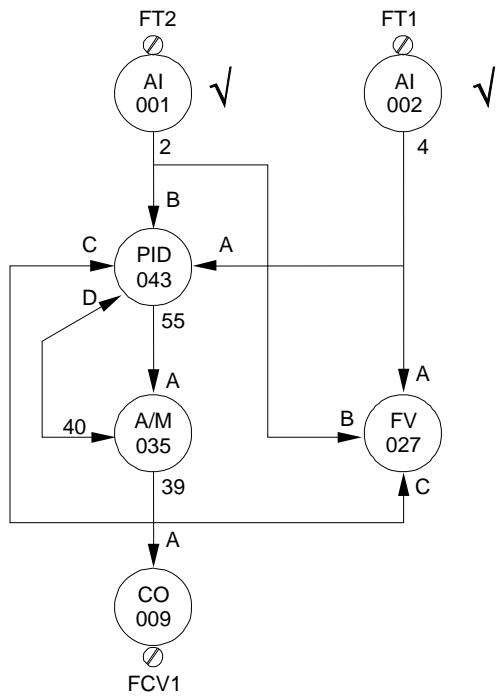 FT2
FT1
AI
001
√
AI
002
√
2
4
B
C
A
PID
043
D
55
A
A
40
A/M
035
B
FV
027
39
C
A
CO
009
FCV1